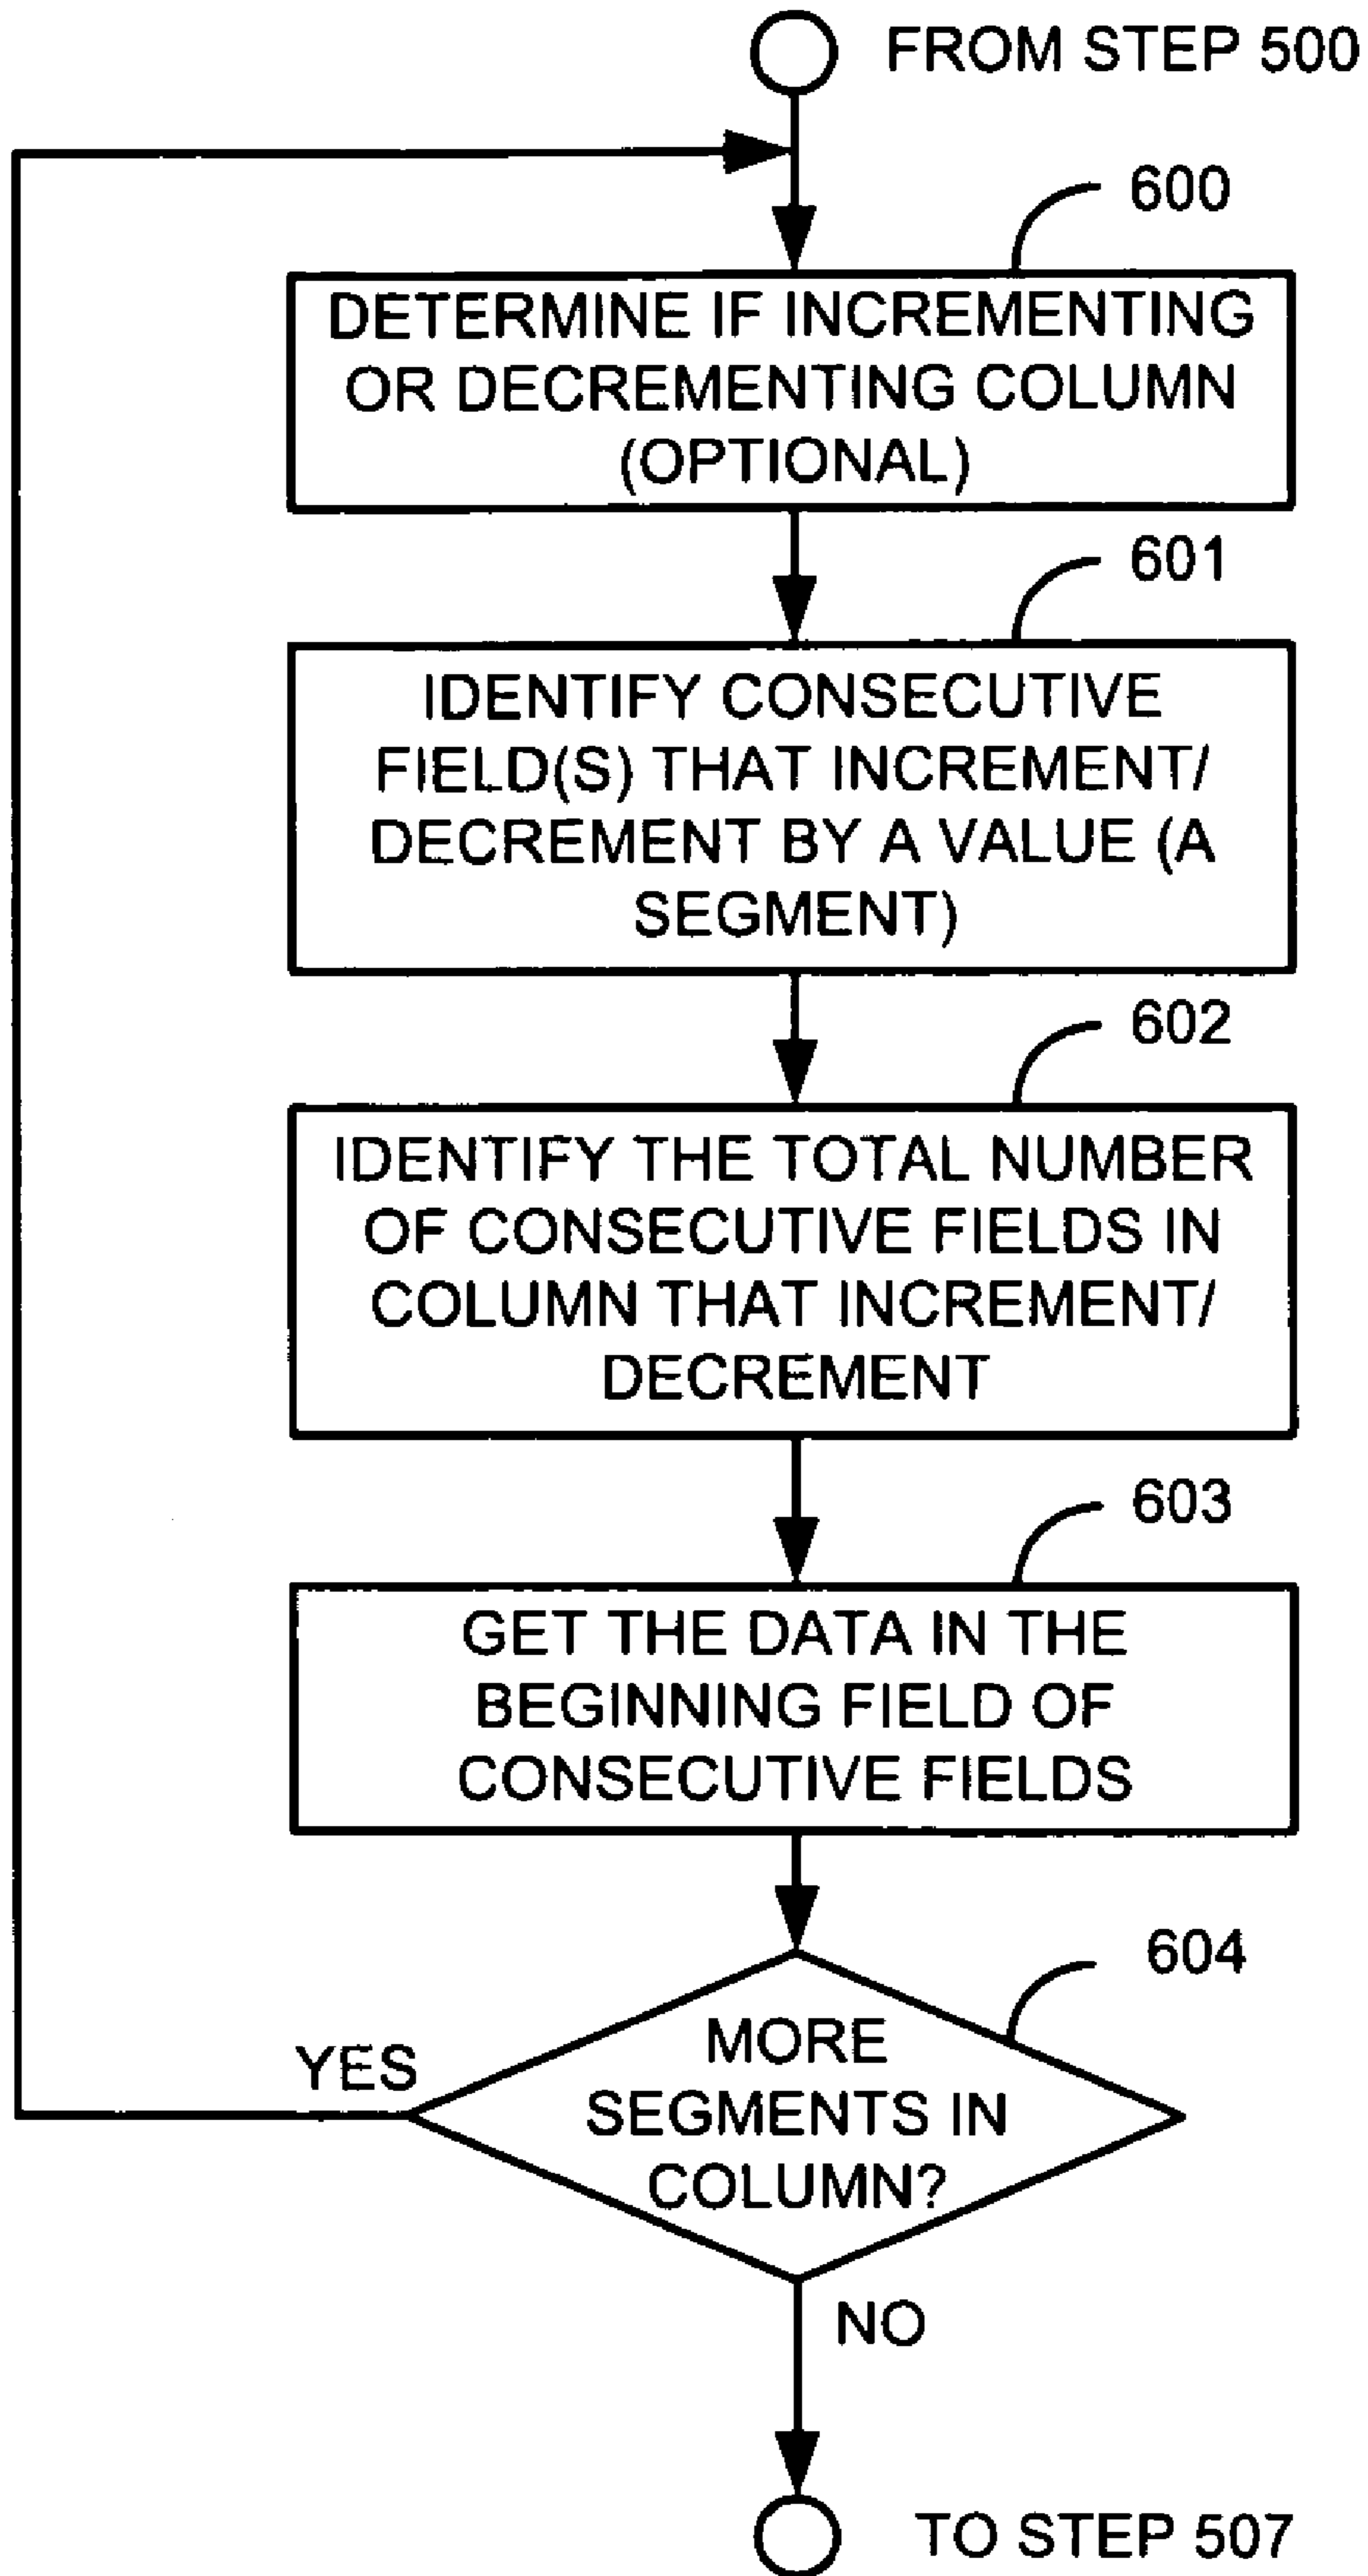 FROM STEP 500
600
DETERMINE IF INCREMENTING
OR DECREMENTING COLUMN
(OPTIONAL)
601
IDENTIFY CONSECUTIVE
FIELD(S) THAT INCREMENT/
DECREMENT BY A VALUE (A
SEGMENT)
602
IDENTIFY THE TOTAL NUMBER
OF CONSECUTIVE FIELDS IN
COLUMN THAT INCREMENT/
DECREMENT
603
GET THE DATA IN THE
BEGINNING FIELD OF
CONSECUTIVE FIELDS
604
MORE
SEGMENTS IN
COLUMN?
YES
NO
TO STEP 507